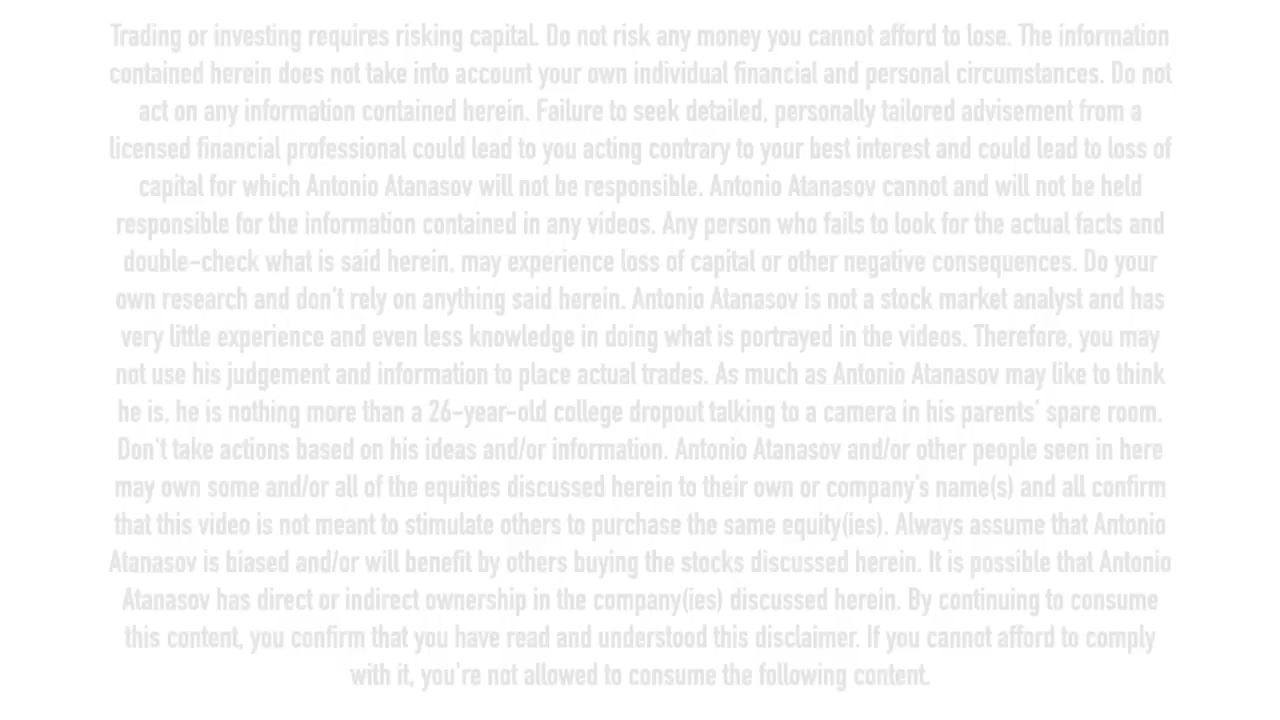 Trading or investing requires risking capital. Do not risk any money you cannot afford to lose. The information
contained herein does not take into account your own individual financial and personal circumstances. Do not
act on any information contained herein. Failure to seek detailed, personally tailored advisement from a
licensed financial professional could lead to you acting contrary to your best interest and could lead to loss of
capital for which Antonio Atanasov will not be responsible. Antonio Atanasov cannot and will not be held
responsible for the information contained in any videos. Any person who fails to look for the actual facts and
double-check what is said herein, may experience loss of capital or other negative consequences. Do your
own research and don't rely on anything said herein. Antonio Atanasov is not a stock market analyst and has
very little experience and even less knowledge in doing what is portrayed in the videos. Therefore, you may
not use his judgement and information to place actual trades. As much as Antonio Atanasov may like to think
he is, he is nothing more than a 26-year-old college dropout talking to a camera in his parents' spare room.
Don't take actions based on his ideas and/or information. Antonio Atanasov and/or other people seen in here
may own some and/or all of the equities discussed herein to their own or company's name(s) and all confirm
that this video is not meant to stimulate others to purchase the same equity(ies). Always assume that Antonio
Atanasov is biased and/or will benefit by others buying the stocks discussed herein. It is possible that Antonio
Atanasov has direct or indirect ownership in the company(ies) discussed herein. By continuing to consume
this content, you confirm that you have read and understood this disclaimer. If you cannot afford to comply
with it, you're not allowed to consume the following content.